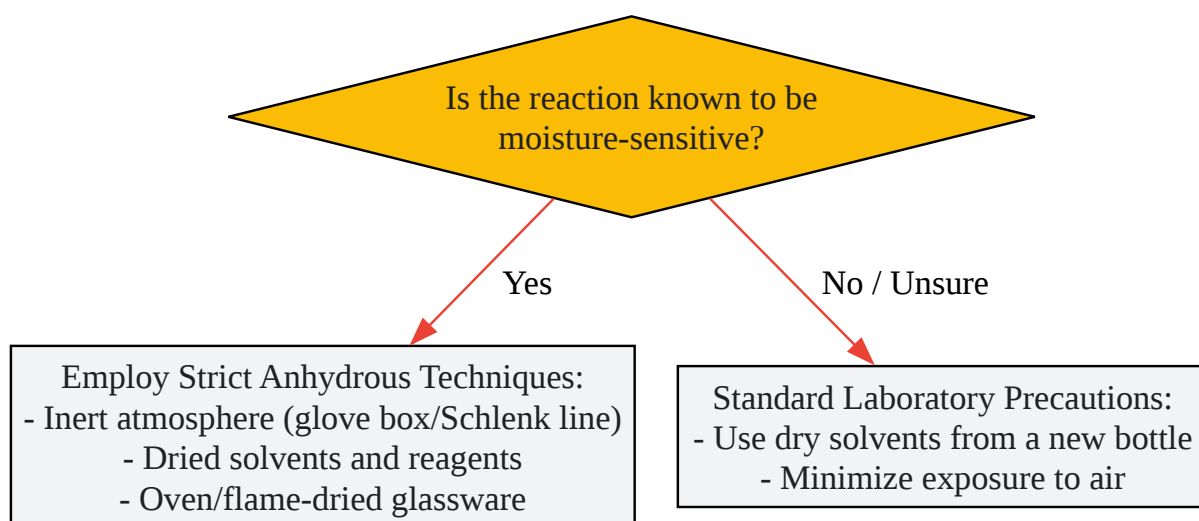 Is the reaction known to be
moisture-sensitive?
Yes
No / Unsure
Employ Strict Anhydrous Techniques:
- Inert atmosphere (glove box/Schlenk line)
- Dried solvents and reagents
- Oven/flame-dried glassware
Standard Laboratory Precautions:
- Use dry solvents from a new bottle
- Minimize exposure to air